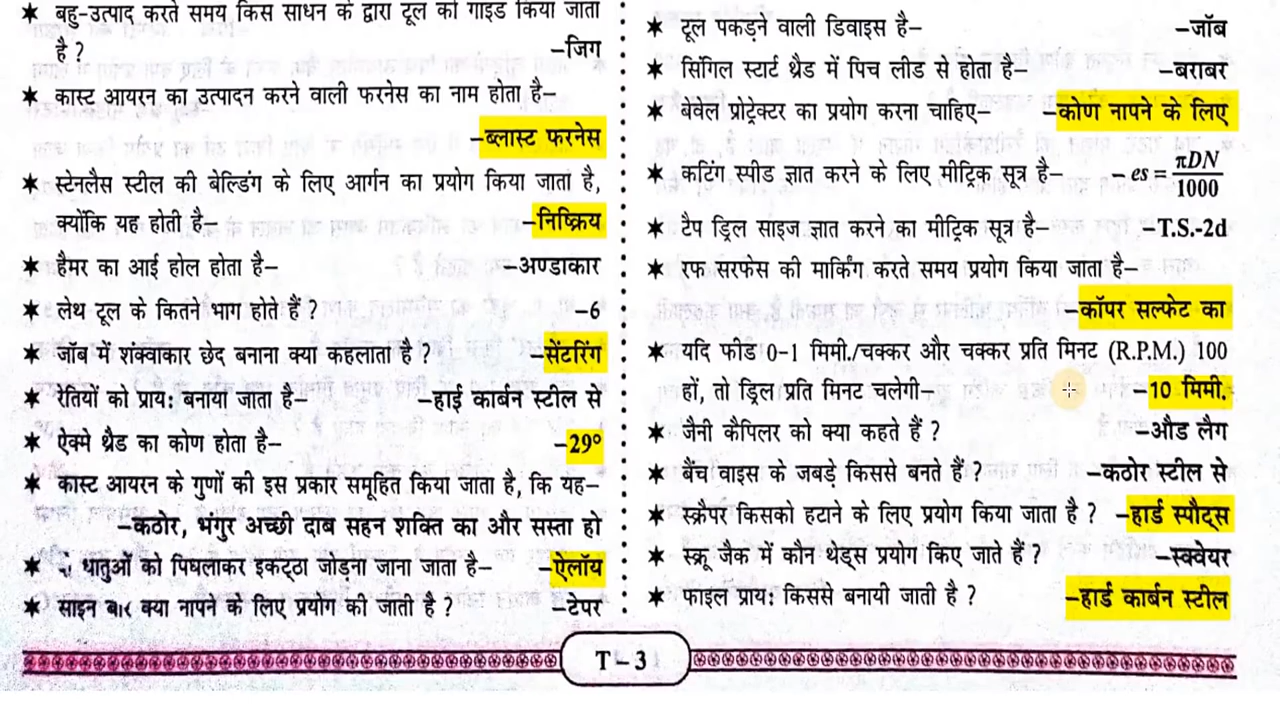 ★ बहु-उत्पाद करते समय किस साधन के द्वारा टूल को गाइड किया जाता
है ? –जिग
★ कास्ट आयरन का उत्पादन करने वाली फरनेस का नाम होता है–
–ब्लास्ट फरनेस
★ स्टेनलैस स्टील की बेल्डिंग के लिए आर्गन का प्रयोग किया जाता है,
क्योंकि यह होती है– –निष्क्रिय
★ हैमर का आई होल होता है– –अण्डाकार
★ लेथ टूल के कितने भाग होते हैं ? –6
★ जॉब में शंक्वाकार छेद बनाना क्या कहलाता है ? –सेंटरिंग
★ रेतियों को प्राय: बनाया जाता है– –हाई कार्बन स्टील से
★ ऐक्मे थ्रैड का कोण होता है– –29°
★ कास्ट आयरन के गुणों को इस प्रकार समूहित किया जाता है, कि यह–
–कठोर, भंगुर अच्छी दाब सहन शक्ति का और सस्ता हो
★ धातुओं को पिघलाकर इकट्ठा जोड़ना जाना जाता है– –ऐलॉय
★ साइन बार क्या नापने के लिए प्रयोग की जाती है ? –टेपर
★ टूल पकड़ने वाली डिवाइस है– –जॉब
★ सिंगिल स्टार्ट थ्रैड में पिच लीड से होता है– –बराबर
★ बेवेल प्रोट्रेक्टर का प्रयोग करना चाहिए– –कोण नापने के लिए
★ कटिंग स्पीड ज्ञात करने के लिए मीट्रिक सूत्र है– – es = πDN/1000
★ टैप ड्रिल साइज ज्ञात करने का मीट्रिक सूत्र है– –T.S.-2d
★ रफ सरफेस की मार्किंग करते समय प्रयोग किया जाता है–
–कॉपर सल्फेट का
★ यदि फीड 0-1 मिमी./चक्कर और चक्कर प्रति मिनट (R.P.M.) 100
हों, तो ड्रिल प्रति मिनट चलेगी– –10 मिमी.
★ जैनी कैपिलर को क्या कहते हैं ? –औड लैग
★ बैंच वाइस के जबड़े किससे बनते हैं? –कठोर स्टील से
★ स्क्रैपर किसको हटाने के लिए प्रयोग किया जाता है ? –हार्ड स्पौट्स
★ स्क्रू जैक में कौन थेड्स प्रयोग किए जाते हैं ? –स्क्वेयर
★ फाइल प्राय: किससे बनायी जाती है ? –हार्ड कार्बन स्टील
T – 3